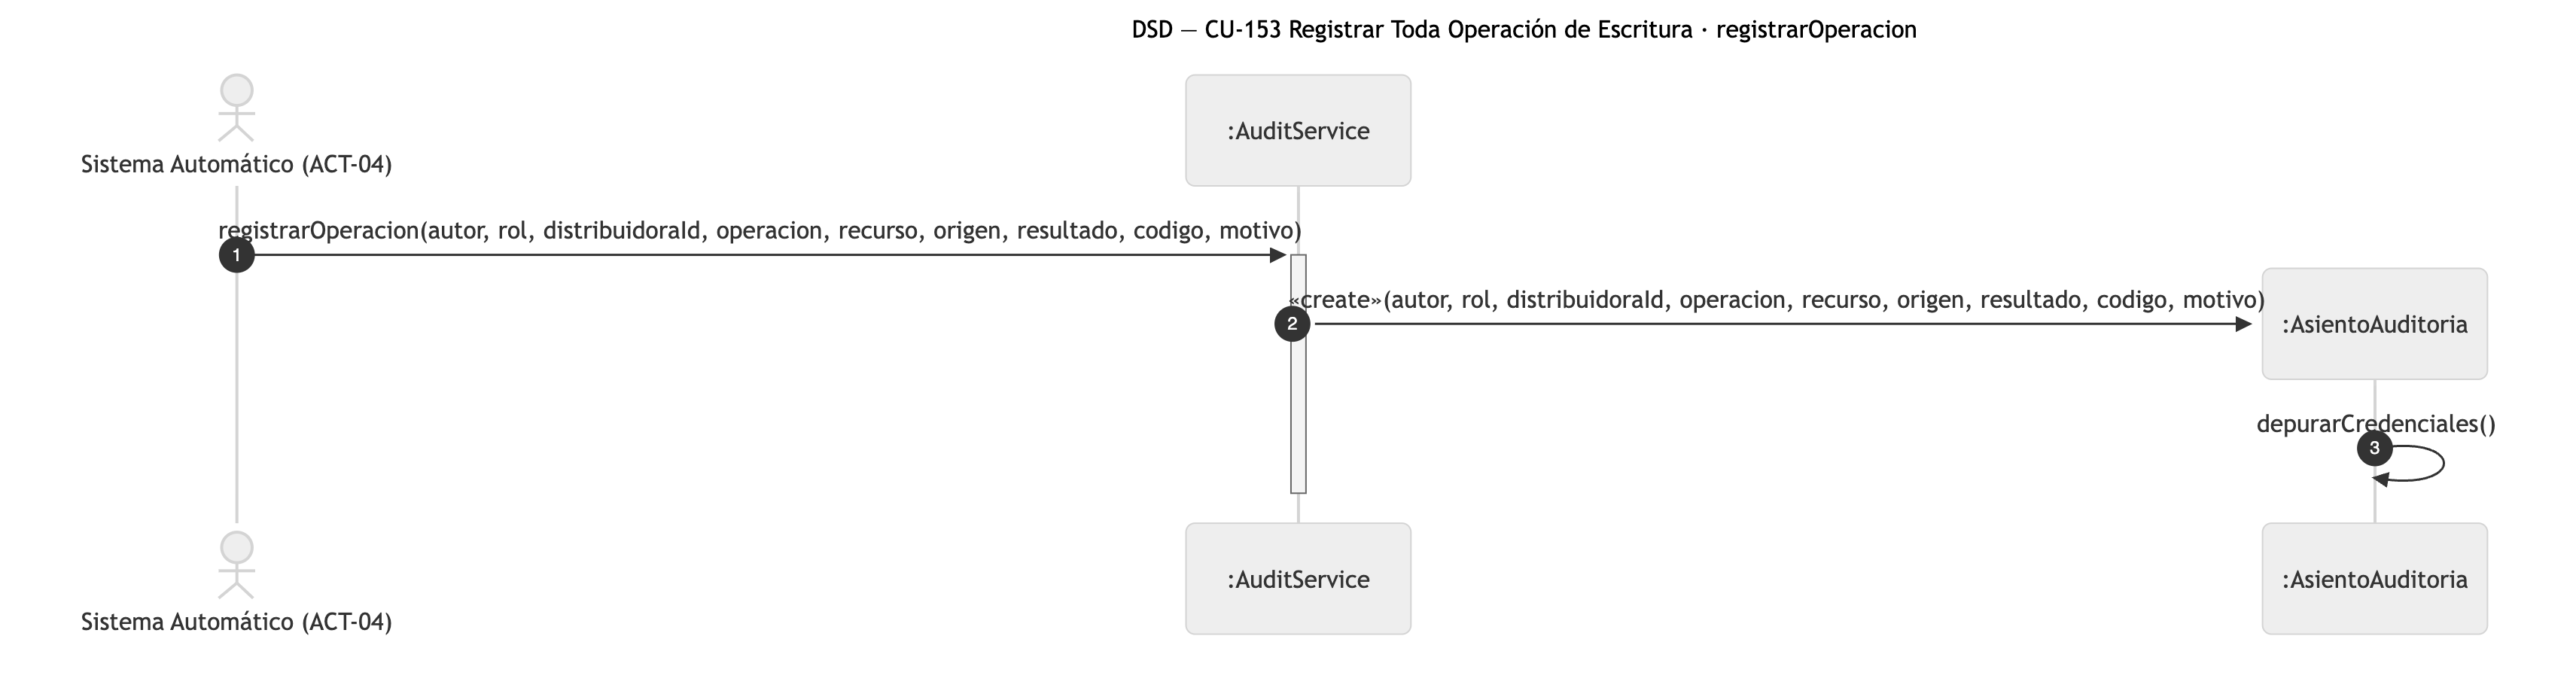 DSD — CU-153 Registrar Toda Operación de Escritura · registrarOperacion
Sistema Automático (ACT-04)
:AuditService
registrarOperacion(autor, rol, distribuidoraId, operacion, recurso, origen, resultado, codigo, motivo)
1
«create»(autor, rol, distribuidoraId, operacion, recurso, origen, resultado, codigo, motivo)
2
:AsientoAuditoria
depurarCredenciales()
3
Sistema Automático (ACT-04)
:AuditService
:AsientoAuditoria